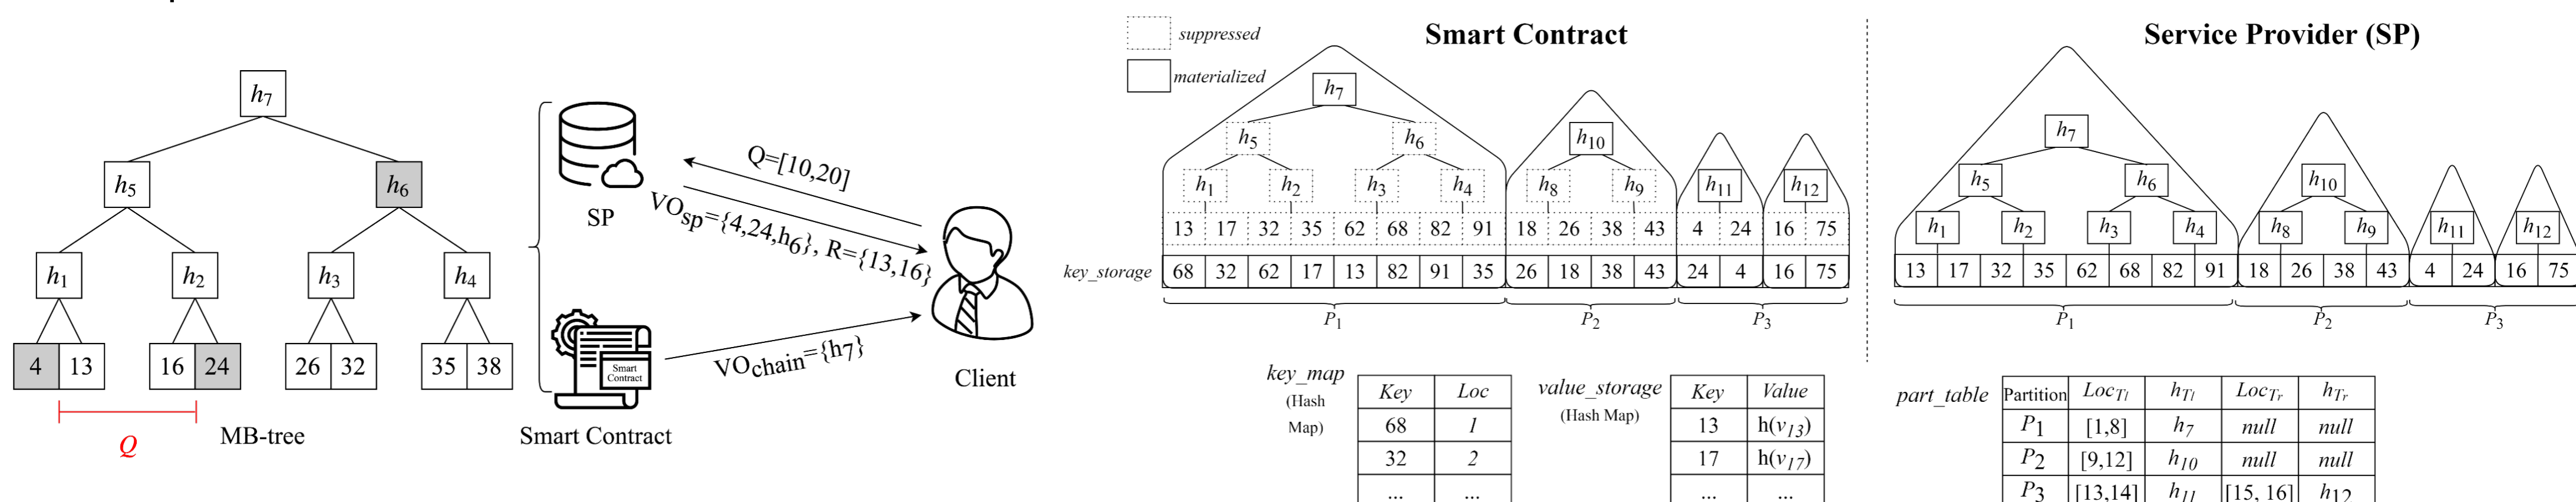 h7
h5
h6
h1
h2
h3
h4
4 13 16 24 26 32 35 38
Q
MB-tree
SP
Smart Contract
Smart Contract
Q=[10,20]
VOsp={4,24,h6}, R={13,16}
VOchain={h7}
Client
suppressed
materialized
Smart Contract
h7
h5
h6
h10
h1
h2
h3
h4
h8
h9
h11
h12
13 17 32 35 62 68 82 91 18 26 38 43 4 24 16 75
key_storage 68 32 62 17 13 82 91 35 26 18 38 43 24 4 16 75
P1
P2
P3
key_map
(Hash
Map)
Key Loc
68 1
32 2
... ...
value_storage
(Hash Map)
Key Value
13 h(v13)
17 h(v17)
... ...
Service Provider (SP)
h7
h5
h6
h10
h1
h2
h3
h4
h8
h9
h11
h12
13 17 32 35 62 68 82 91 18 26 38 43 4 24 16 75
P1
P2
P3
part_table
Partition LocTl hTl LocTr hTr
P1 [1,8] h7 null null
P2 [9,12] h10 null null
P3 [13,14] h11 [15, 16] h12